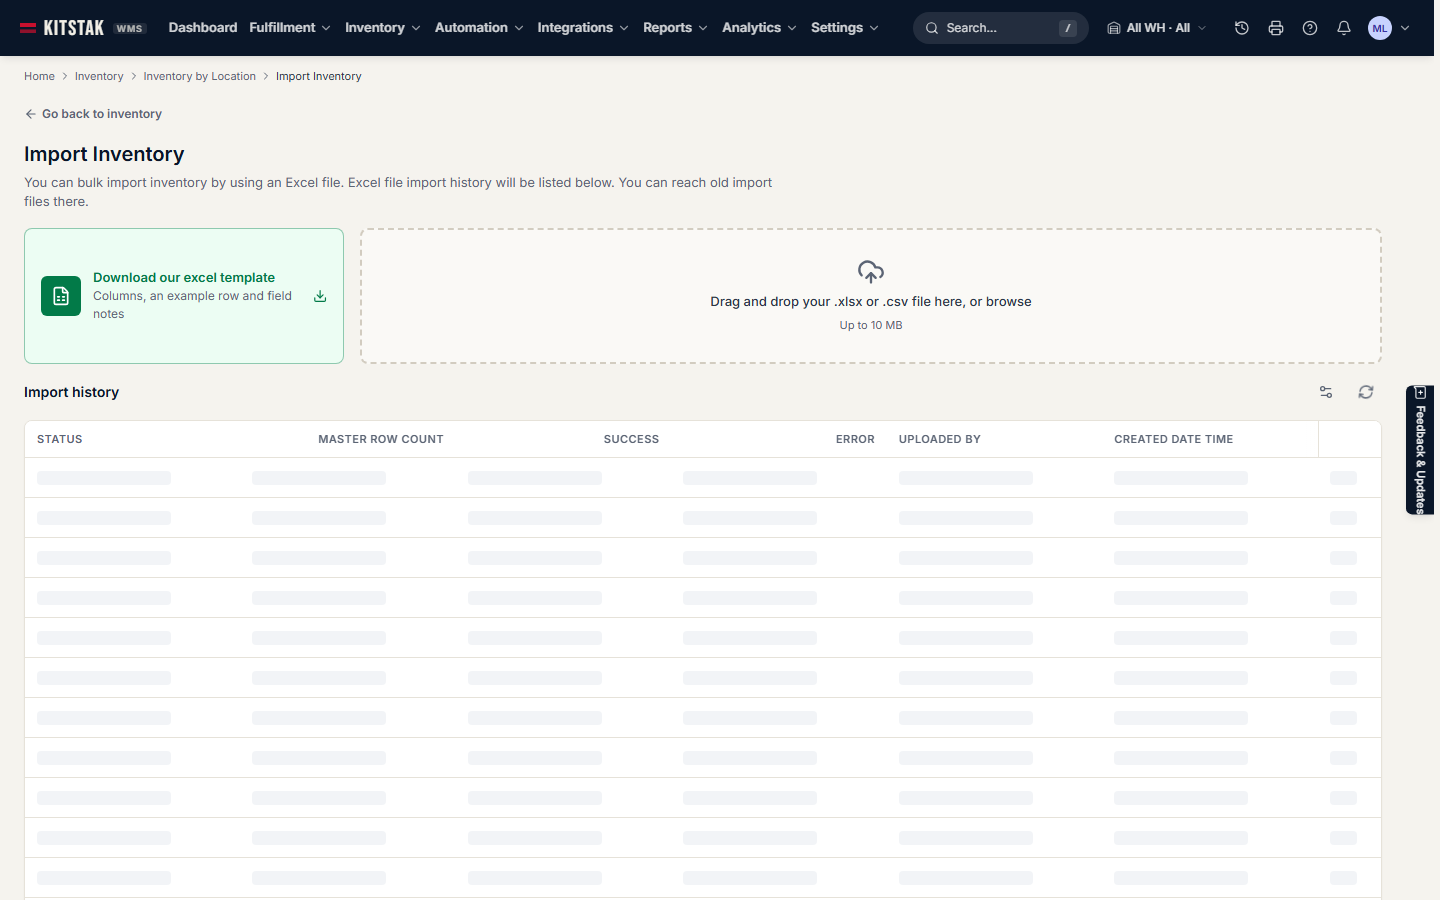 KITSTAK WMS Dashboard Fulfillment Inventory Automation Integrations Reports Analytics Settings Search... / All WH · All ML
Home > Inventory > Inventory by Location > Import Inventory
Go back to inventory
Import Inventory
You can bulk import inventory by using an Excel file. Excel file import history will be listed below. You can reach old import
files there.
Download our excel template
Columns, an example row and field
notes
Drag and drop your .xlsx or .csv file here, or browse
Up to 10 MB
Import history
Feedback & Updates
STATUS MASTER ROW COUNT SUCCESS ERROR UPLOADED BY CREATED DATE TIME